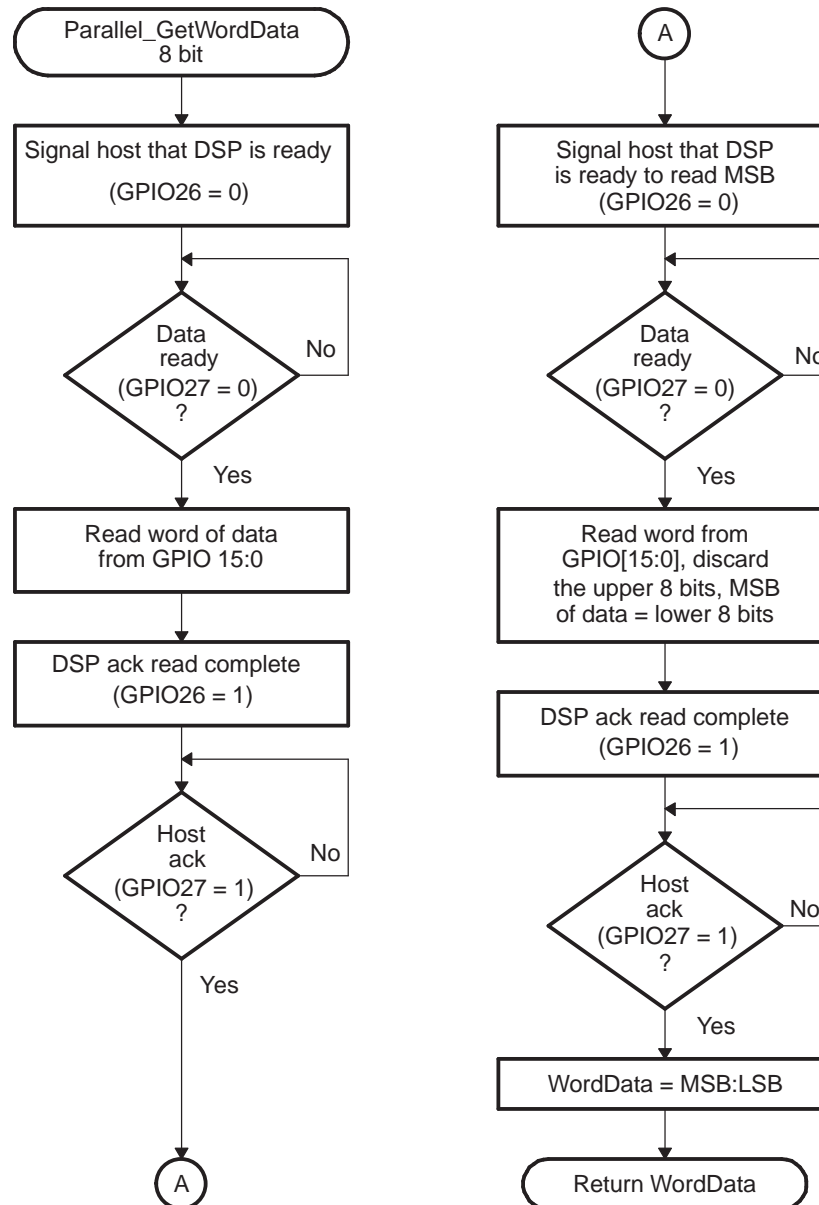 Parallel_GetWordData
8 bit
Signal host that DSP is ready
(GPIO26 = 0)
Data
ready
(GPIO27 = 0)
?
No
Yes
Read word of data
from GPIO 15:0
DSP ack read complete
(GPIO26 = 1)
Host
ack
(GPIO27 = 1)
?
No
Yes
A
A
Signal host that DSP
is ready to read MSB
(GPIO26 = 0)
Data
ready
(GPIO27 = 0)
?
No
Yes
Read word from
GPIO[15:0], discard
the upper 8 bits, MSB
of data = lower 8 bits
DSP ack read complete
(GPIO26 = 1)
Host
ack
(GPIO27 = 1)
?
No
Yes
WordData = MSB:LSB
Return WordData